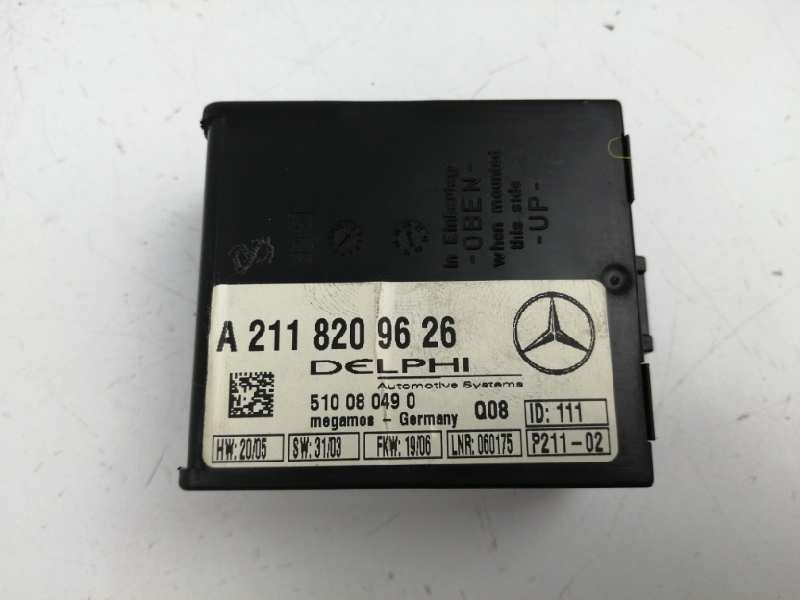 in Einbaulag
-OBEN-
when mounted
this side
-UP-
A 211 820 96 26
DELPHI
Automotive Systems
510 08 049 0
megamos - Germany
Q08
ID: 111
HW: 20/05
SW: 31/03
FKW: 19/06
LNR: 060175
P211-02